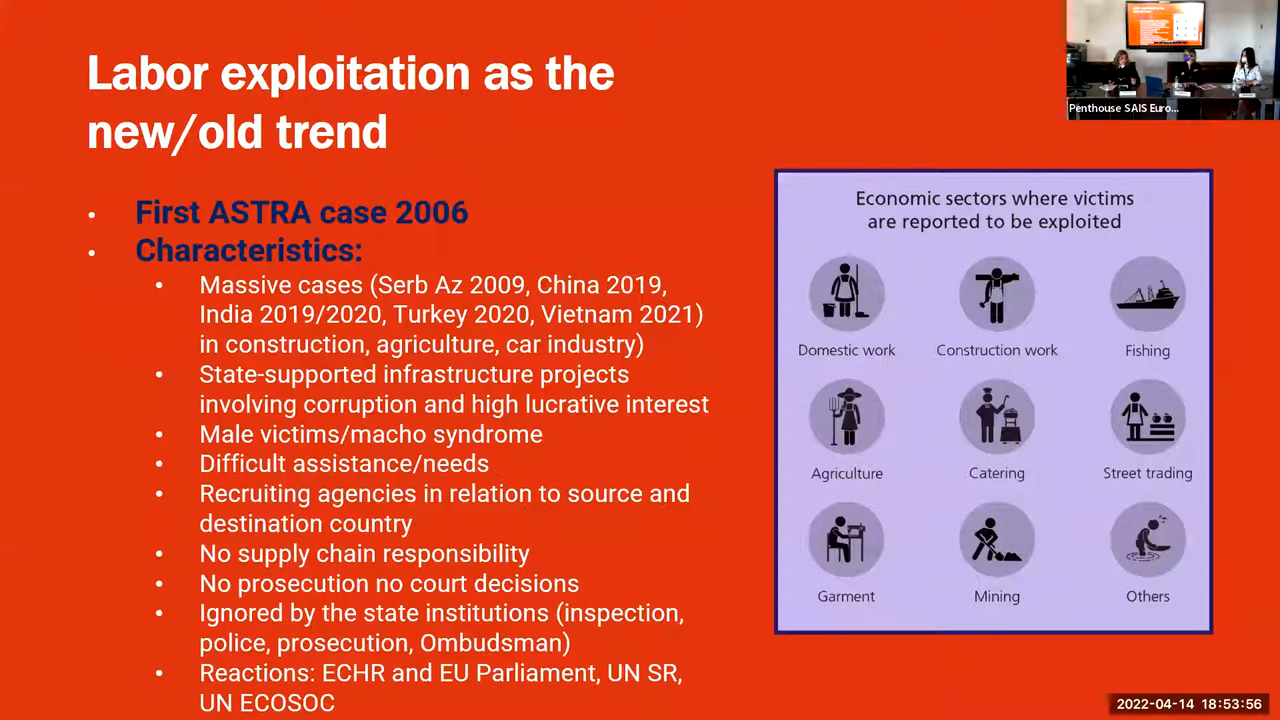 Labor exploitation as the
new/old trend
• First ASTRA case 2006
• Characteristics:
• Massive cases (Serb Az 2009, China 2019,
India 2019/2020, Turkey 2020, Vietnam 2021)
in construction, agriculture, car industry)
• State-supported infrastructure projects
involving corruption and high lucrative interest
• Male victims/macho syndrome
• Difficult assistance/needs
• Recruiting agencies in relation to source and
destination country
• No supply chain responsibility
• No prosecution no court decisions
• Ignored by the state institutions (inspection,
police, prosecution, Ombudsman)
• Reactions: ECHR and EU Parliament, UN SR,
UN ECOSOC
Economic sectors where victims
are reported to be exploited
Domestic work
Construction work
Fishing
Agriculture
Catering
Street trading
Garment
Mining
Others
Penthouse SAIS Euro...
2022-04-14 18:53:56